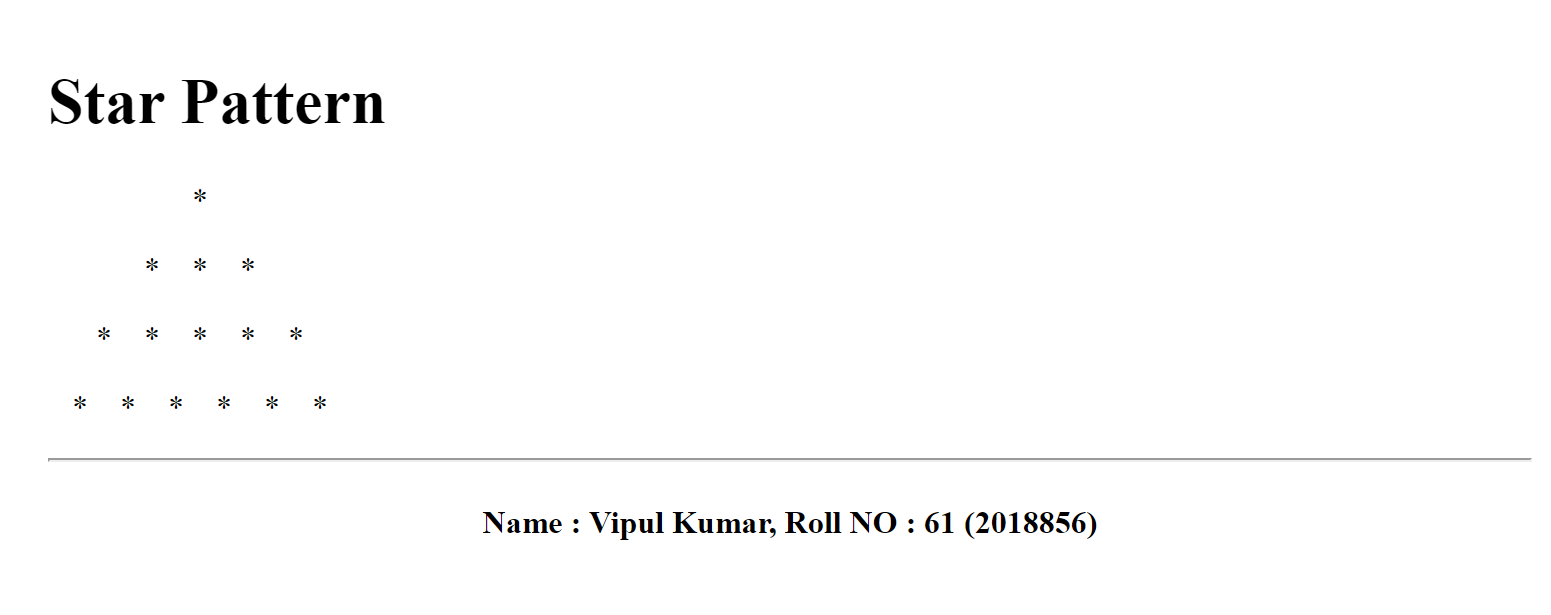 Star Pattern
*
* * *
* * * * *
* * * * * *
Name : Vipul Kumar, Roll NO : 61 (2018856)